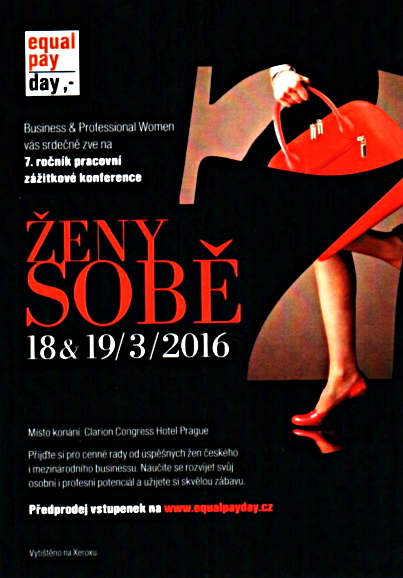 equal
pay
day ,-
Business & Professional Women
vás srdečně zve na
7. ročník pracovní
zážitkové konference
ŽENY
SOBĚ
18 & 19/3/2016
Místo konání: Clarion Congress Hotel Prague
Přijďte si pro cenné rady od úspěšných žen českého
i mezinárodního businessu. Naučíte se rozvíjet svůj
osobní i profesní potenciál a užijete si skvělou zábavu.
Předprodej vstupenek na www.equalpayday.cz
Vytištěno na Xeroxu.